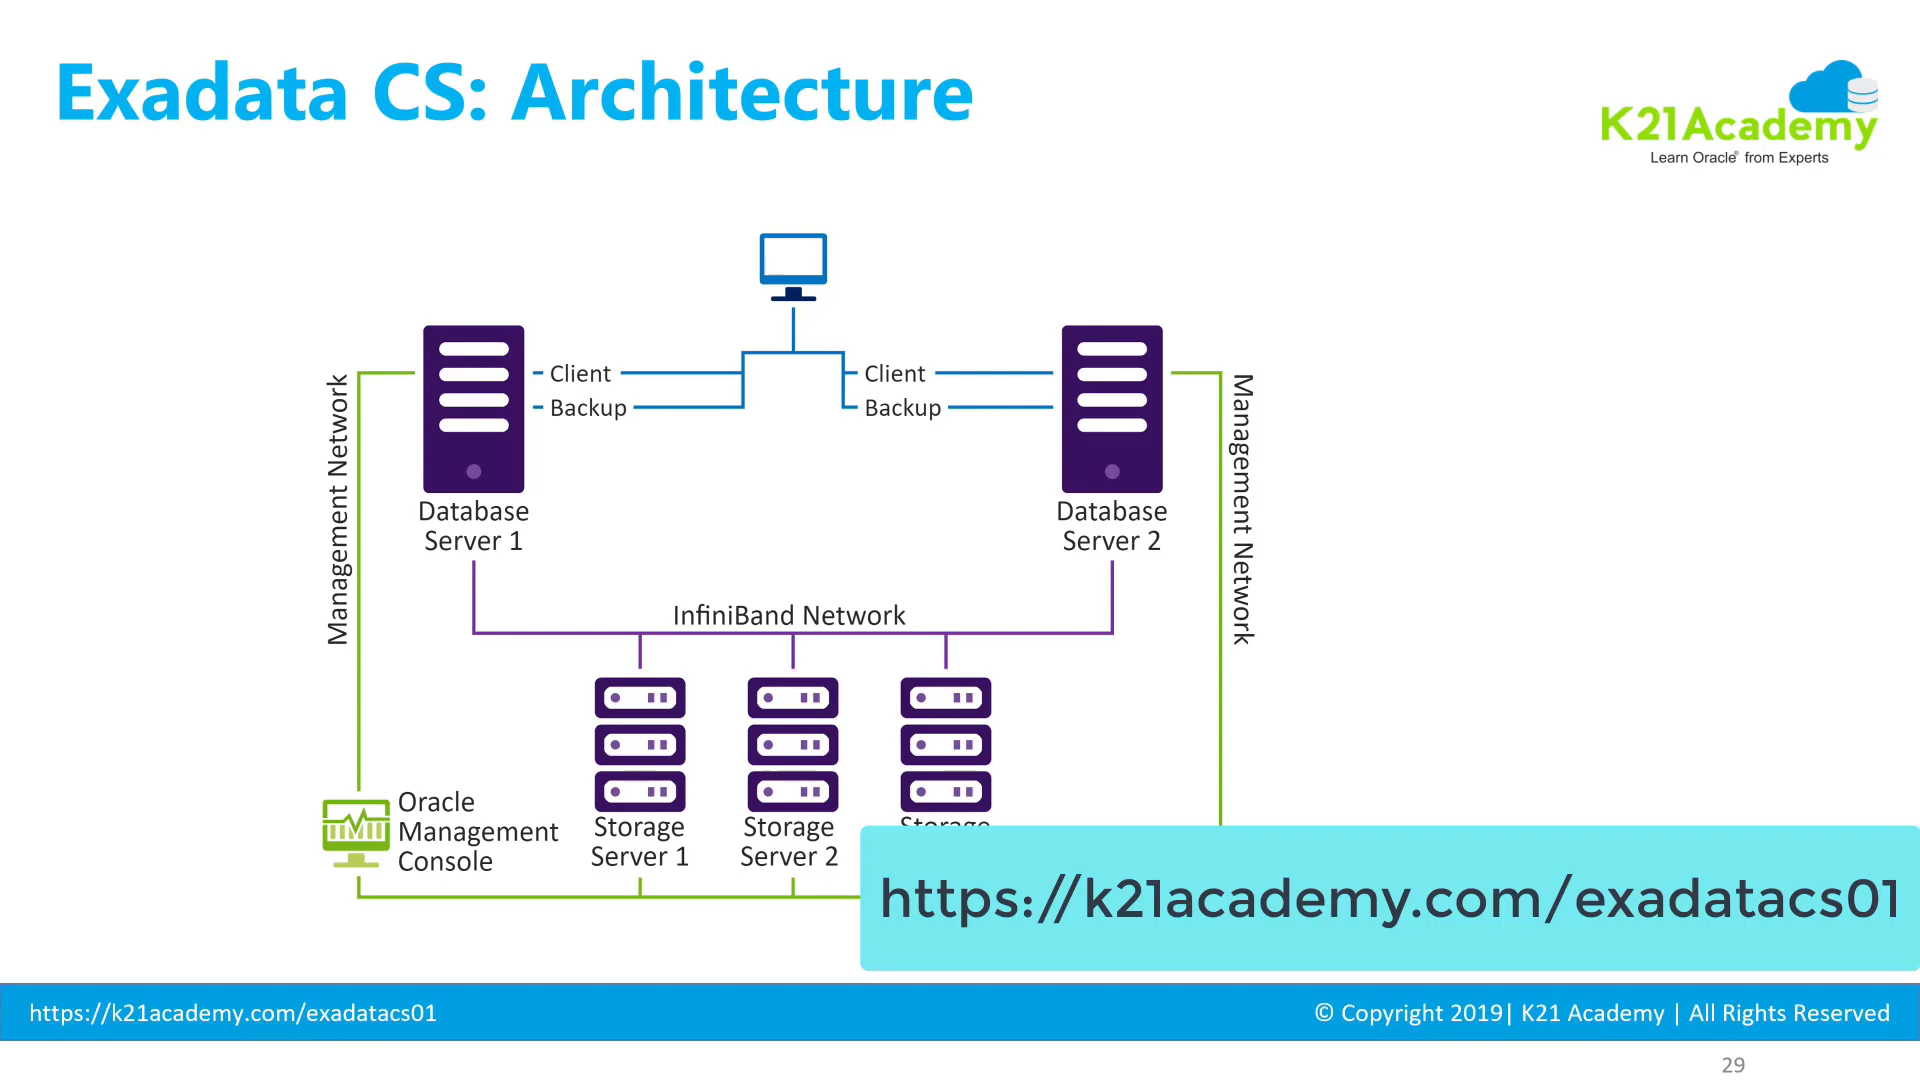 Exadata CS: Architecture
K21Academy
Learn Oracle® from Experts
Client
Backup
Client
Backup
Management Network
Management Network
Database
Server 1
Database
Server 2
InfiniBand Network
Oracle
Management
Console
Storage
Server 1
Storage
Server 2
Storage
https://k21academy.com/exadatacs01
https://k21academy.com/exadatacs01
© Copyright 2019| K21 Academy | All Rights Reserved
29